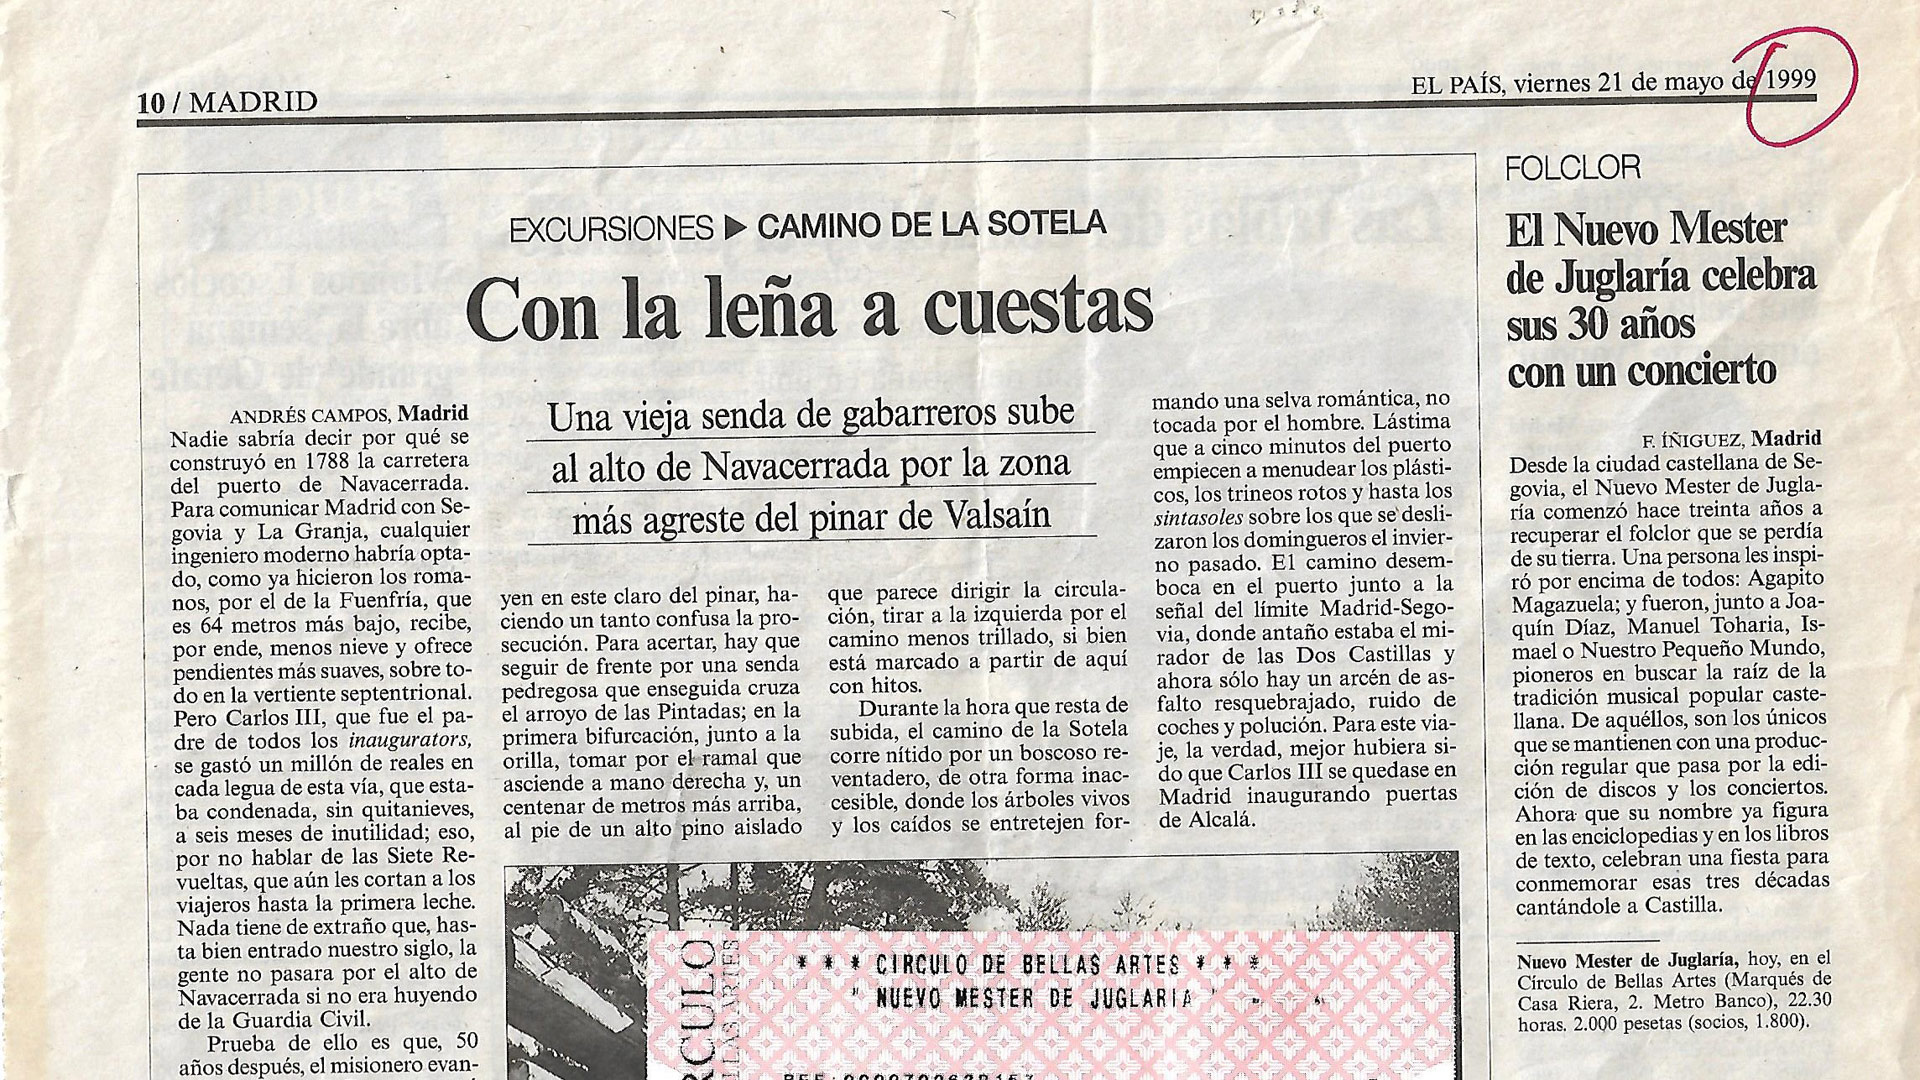 10 / MADRID
EL PAÍS, viernes 21 de mayo de 1999
EXCURSIONES ▶ CAMINO DE LA SOTELA
Con la leña a cuestas
Una vieja senda de gabarreros sube
al alto de Navacerrada por la zona
más agreste del pinar de Valsaín
ANDRÉS CAMPOS, Madrid
Nadie sabría decir por qué se
construyó en 1788 la carretera
del puerto de Navacerrada.
Para comunicar Madrid con Se-
govia y La Granja, cualquier
ingeniero moderno habría opta-
do, como ya hicieron los roma-
nos, por el de la Fuenfría, que
es 64 metros más bajo, recibe,
por ende, menos nieve y ofrece
pendientes más suaves, sobre to-
do en la vertiente septentrional.
Pero Carlos III, que fue el pa-
dre de todos los inaugurators,
se gastó un millón de reales en
cada legua de esta vía, que esta-
ba condenada, sin quitanieves,
a seis meses de inutilidad; eso,
por no hablar de las Siete Re-
vueltas, que aún les cortan a los
viajeros hasta la primera leche.
Nada tiene de extraño que, has-
ta bien entrado nuestro siglo, la
gente no pasara por el alto de
Navacerrada si no era huyendo
de la Guardia Civil.
Prueba de ello es que, 50
años después, el misionero evan-
yen en este claro del pinar, ha-
ciendo un tanto confusa la pro-
secución. Para acertar, hay que
seguir de frente por una senda
pedregosa que enseguida cruza
el arroyo de las Pintadas; en la
primera bifurcación, junto a la
orilla, tomar por el ramal que
asciende a mano derecha y, un
centenar de metros más arriba,
al pie de un alto pino aislado
que parece dirigir la circula-
ción, tirar a la izquierda por el
camino menos trillado, si bien
está marcado a partir de aquí
con hitos.
Durante la hora que resta de
subida, el camino de la Sotela
corre nítido por un boscoso re-
ventadero, de otra forma inac-
cesible, donde los árboles vivos
y los caídos se entretejen for-
mando una selva romántica, no
tocada por el hombre. Lástima
que a cinco minutos del puerto
empiecen a menudear los plásti-
cos, los trineos rotos y hasta los
sintasoles sobre los que se desli-
zaron los domingueros el invier-
no pasado. El camino desem-
boca en el puerto junto a la
señal del límite Madrid-Sego-
via, donde antaño estaba el mi-
rador de las Dos Castillas y
ahora sólo hay un arcén de as-
falto resquebrajado, ruido de
coches y polución. Para este via-
je, la verdad, mejor hubiera si-
do que Carlos III se quedase en
Madrid inaugurando puertas
de Alcalá.
FOLCLOR
El Nuevo Mester
de Juglaría celebra
sus 30 años
con un concierto
F. ÍÑIGUEZ, Madrid
Desde la ciudad castellana de Se-
govia, el Nuevo Mester de Jugla-
ría comenzó hace treinta años a
recuperar el folclor que se perdía
de su tierra. Una persona les inspi-
ró por encima de todos: Agapito
Magazuela; y fueron, junto a Joa-
quín Díaz, Manuel Toharia, Is-
mael o Nuestro Pequeño Mundo,
pioneros en buscar la raíz de la
tradición musical popular caste-
llana. De aquéllos, son los únicos
que se mantienen con una produc-
ción regular que pasa por la edi-
ción de discos y los conciertos.
Ahora que su nombre ya figura
en las enciclopedias y en los libros
de texto, celebran una fiesta para
conmemorar esas tres décadas
cantándole a Castilla.
Nuevo Mester de Juglaría, hoy, en el
Círculo de Bellas Artes (Marqués de
Casa Riera, 2. Metro Banco), 22.30
horas. 2.000 pesetas (socios, 1.800).
* * * CIRCULO DE BELLAS ARTES * * *
" NUEVO MESTER DE JUGLARIA "